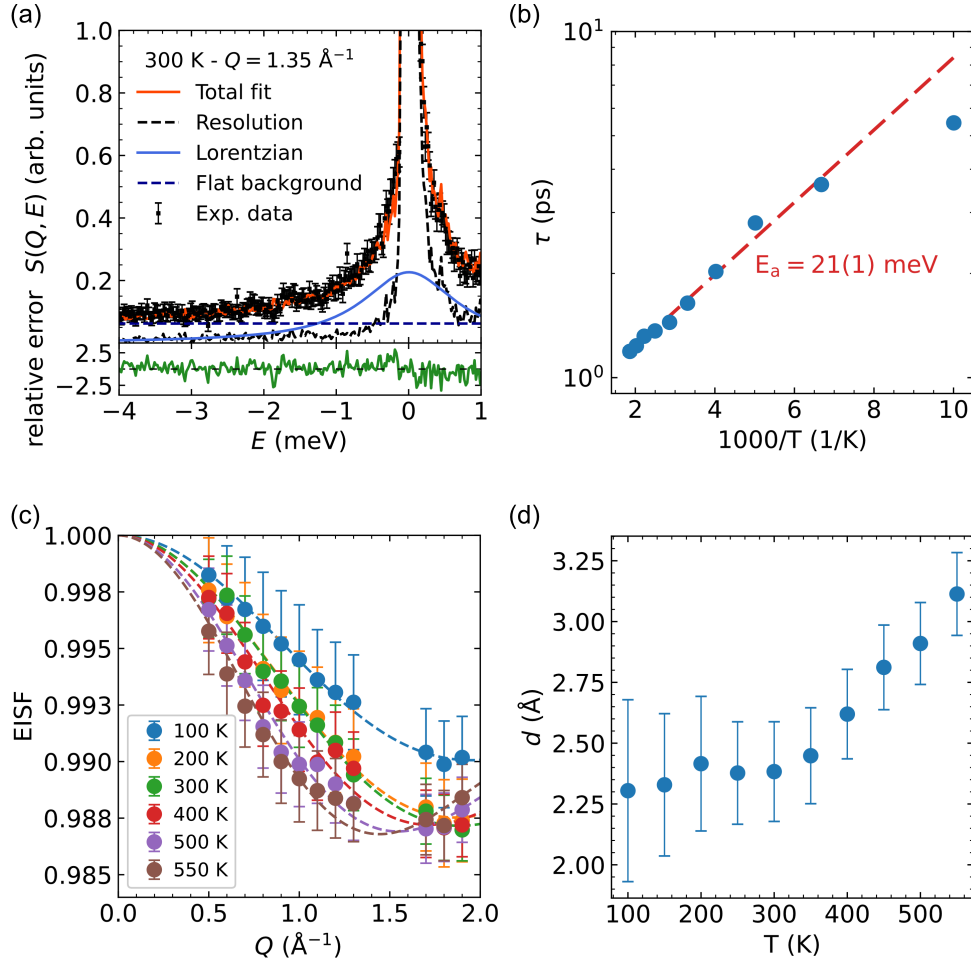 (a)
1.0
0.8
0.6
0.4
0.2
2.5
−2.5
relative error S(Q, E) (arb. units)
300 K - Q = 1.35 Å⁻¹
Total fit
Resolution
Lorentzian
Flat background
Exp. data
−4 −3 −2 −1 0 1
E (meV)
(b)
10¹
10⁰
τ (ps)
Eₐ = 21(1) meV
2 4 6 8 10
1000/T (1/K)
(c)
1.000
0.998
0.995
0.993
0.990
0.988
0.985
EISF
100 K
200 K
300 K
400 K
500 K
550 K
0.0 0.5 1.0 1.5 2.0
Q (Å⁻¹)
(d)
3.25
3.00
2.75
2.50
2.25
2.00
d (Å)
100 200 300 400 500
T (K)